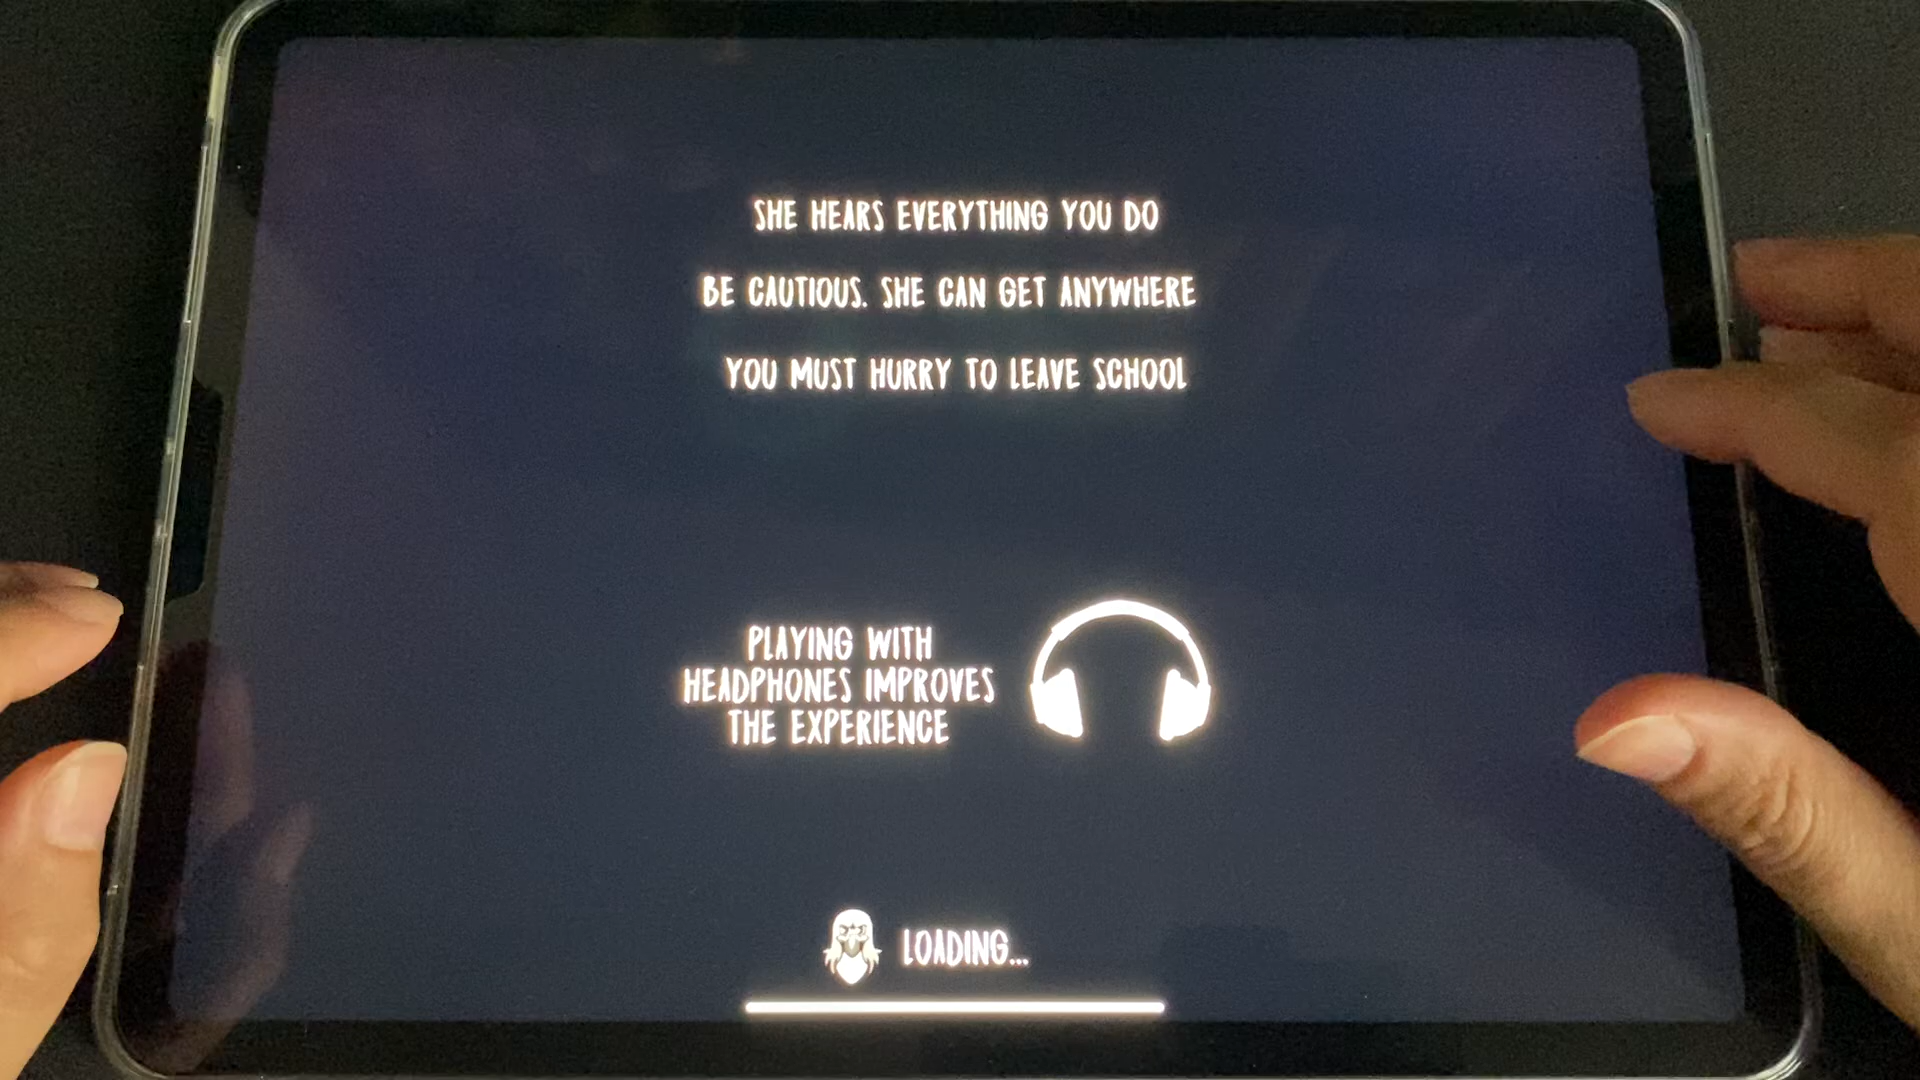 SHE HEARS EVERYTHING YOU DO
BE CAUTIOUS. SHE CAN GET ANYWHERE
YOU MUST HURRY TO LEAVE SCHOOL
PLAYING WITH
HEADPHONES IMPROVES
THE EXPERIENCE
LOADING...